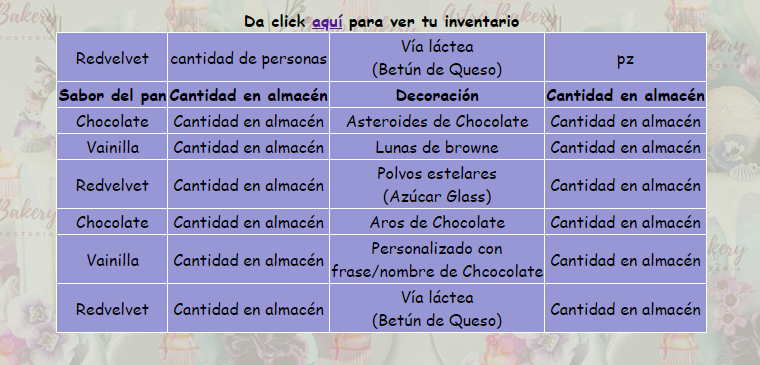 Da click aquí para ver tu inventario
Redvelvet cantidad de personas Vía láctea (Betún de Queso) pz
Sabor del pan Cantidad en almacén Decoración Cantidad en almacén
Chocolate Cantidad en almacén Asteroides de Chocolate Cantidad en almacén
Vainilla Cantidad en almacén Lunas de browne Cantidad en almacén
Redvelvet Cantidad en almacén Polvos estelares (Azúcar Glass) Cantidad en almacén
Chocolate Cantidad en almacén Aros de Chocolate Cantidad en almacén
Vainilla Cantidad en almacén Personalizado con frase/nombre de Chcocolate Cantidad en almacén
Redvelvet Cantidad en almacén Vía láctea (Betún de Queso) Cantidad en almacén
Bakery
Bakery
Bakery